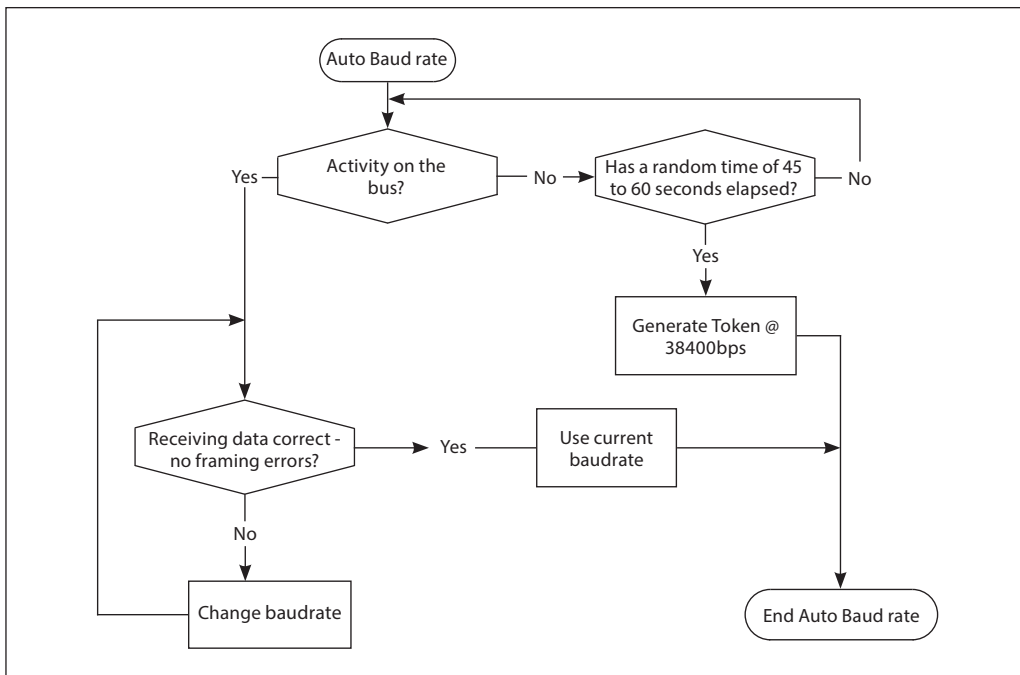 Auto Baud rate
Activity on the
bus?
Yes
No
Has a random time of 45
to 60 seconds elapsed?
No
Yes
Generate Token @
38400bps
Receiving data correct -
no framing errors?
Yes
Use current
baudrate
No
Change baudrate
End Auto Baud rate